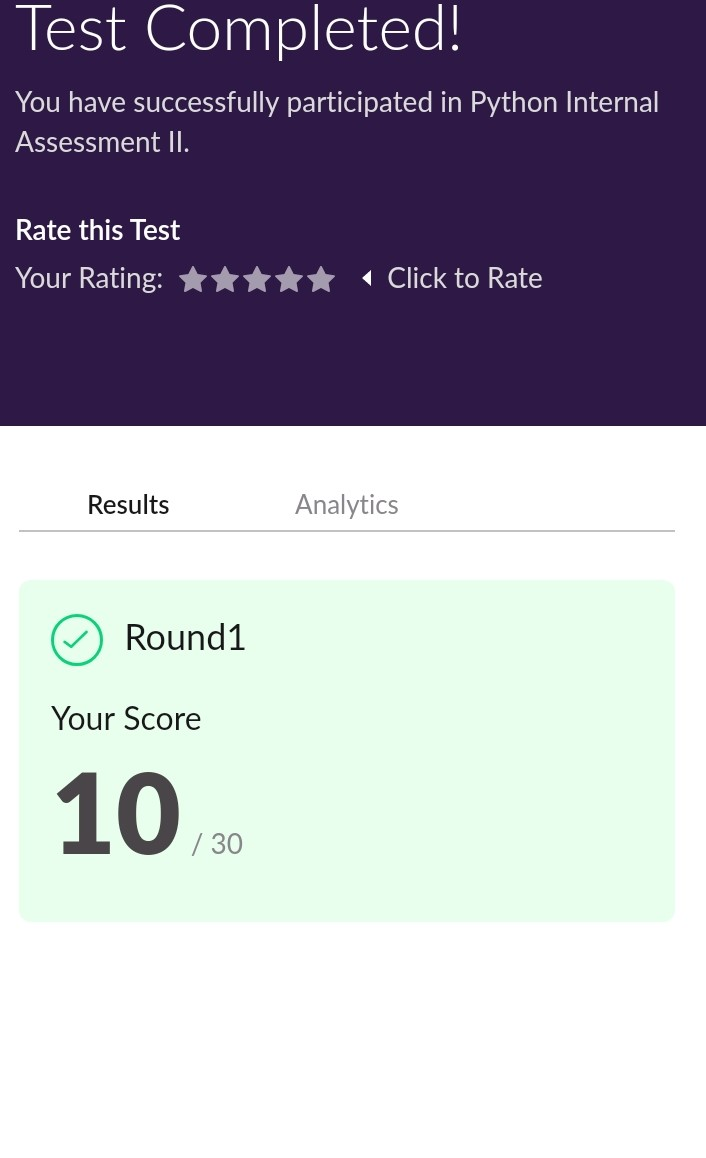 Test Completed!
You have successfully participated in Python Internal
Assessment II.
Rate this Test
Your Rating: Click to Rate
Results Analytics
Round1
Your Score
10 / 30